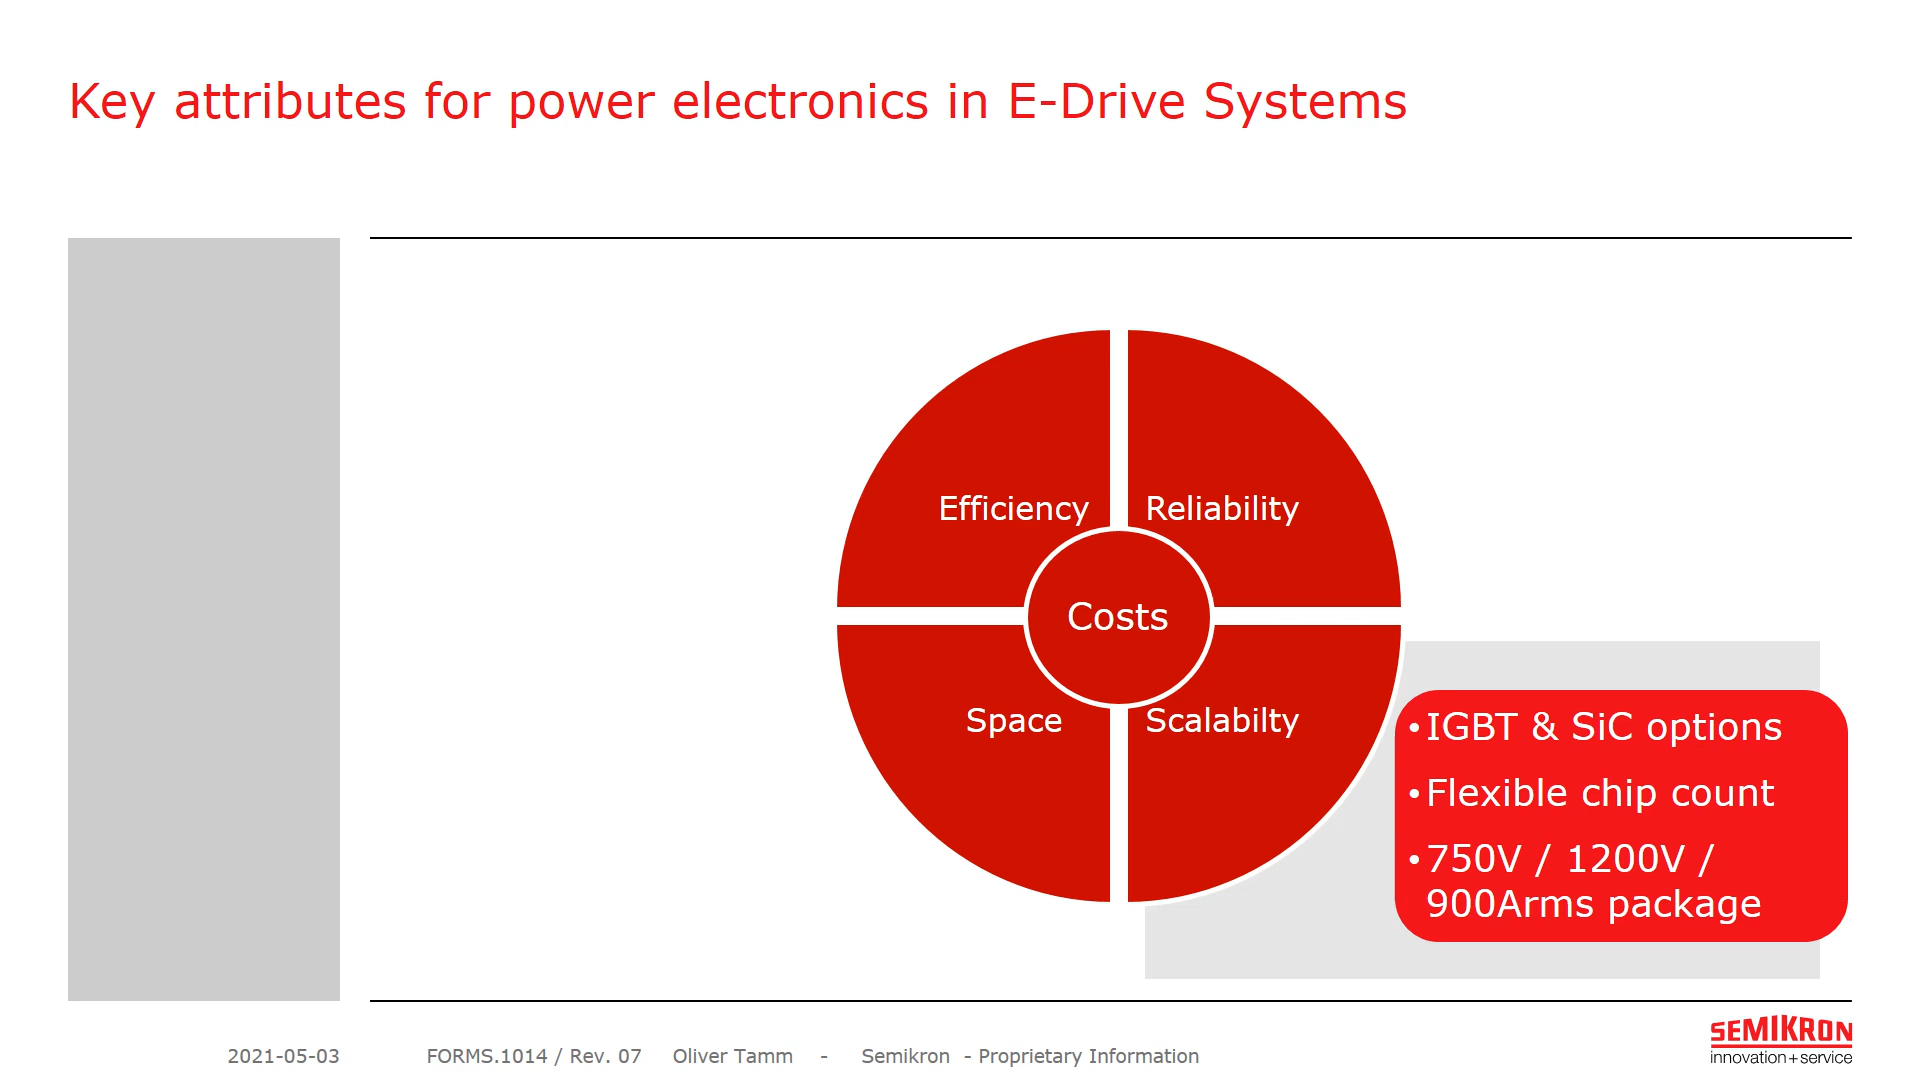 Key attributes for power electronics in E-Drive Systems
Efficiency
Reliability
Costs
Space
Scalabilty
•IGBT & SiC options
•Flexible chip count
•750V / 1200V /
900Arms package
2021-05-03
FORMS.1014 / Rev. 07 Oliver Tamm - Semikron - Proprietary Information
SEMIKRON
innovation+service